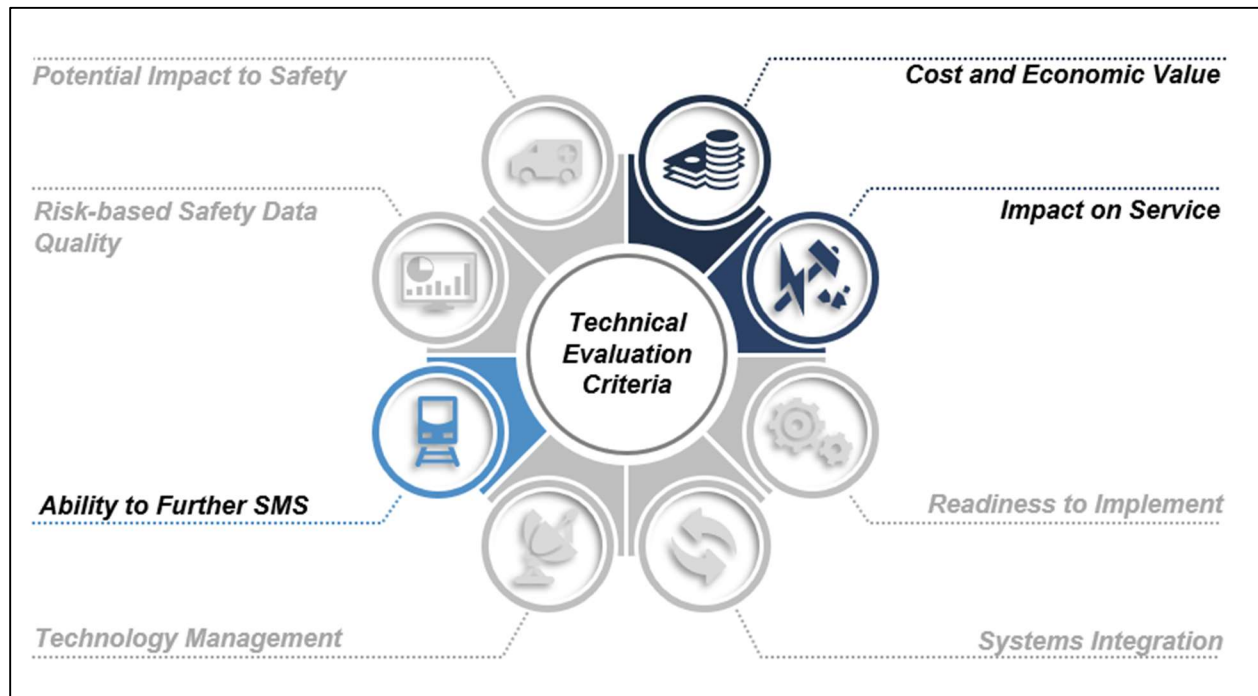 Potential Impact to Safety
Cost and Economic Value
Risk-based Safety Data
Quality
Impact on Service
Technical
Evaluation
Criteria
Ability to Further SMS
Readiness to Implement
Technology Management
Systems Integration